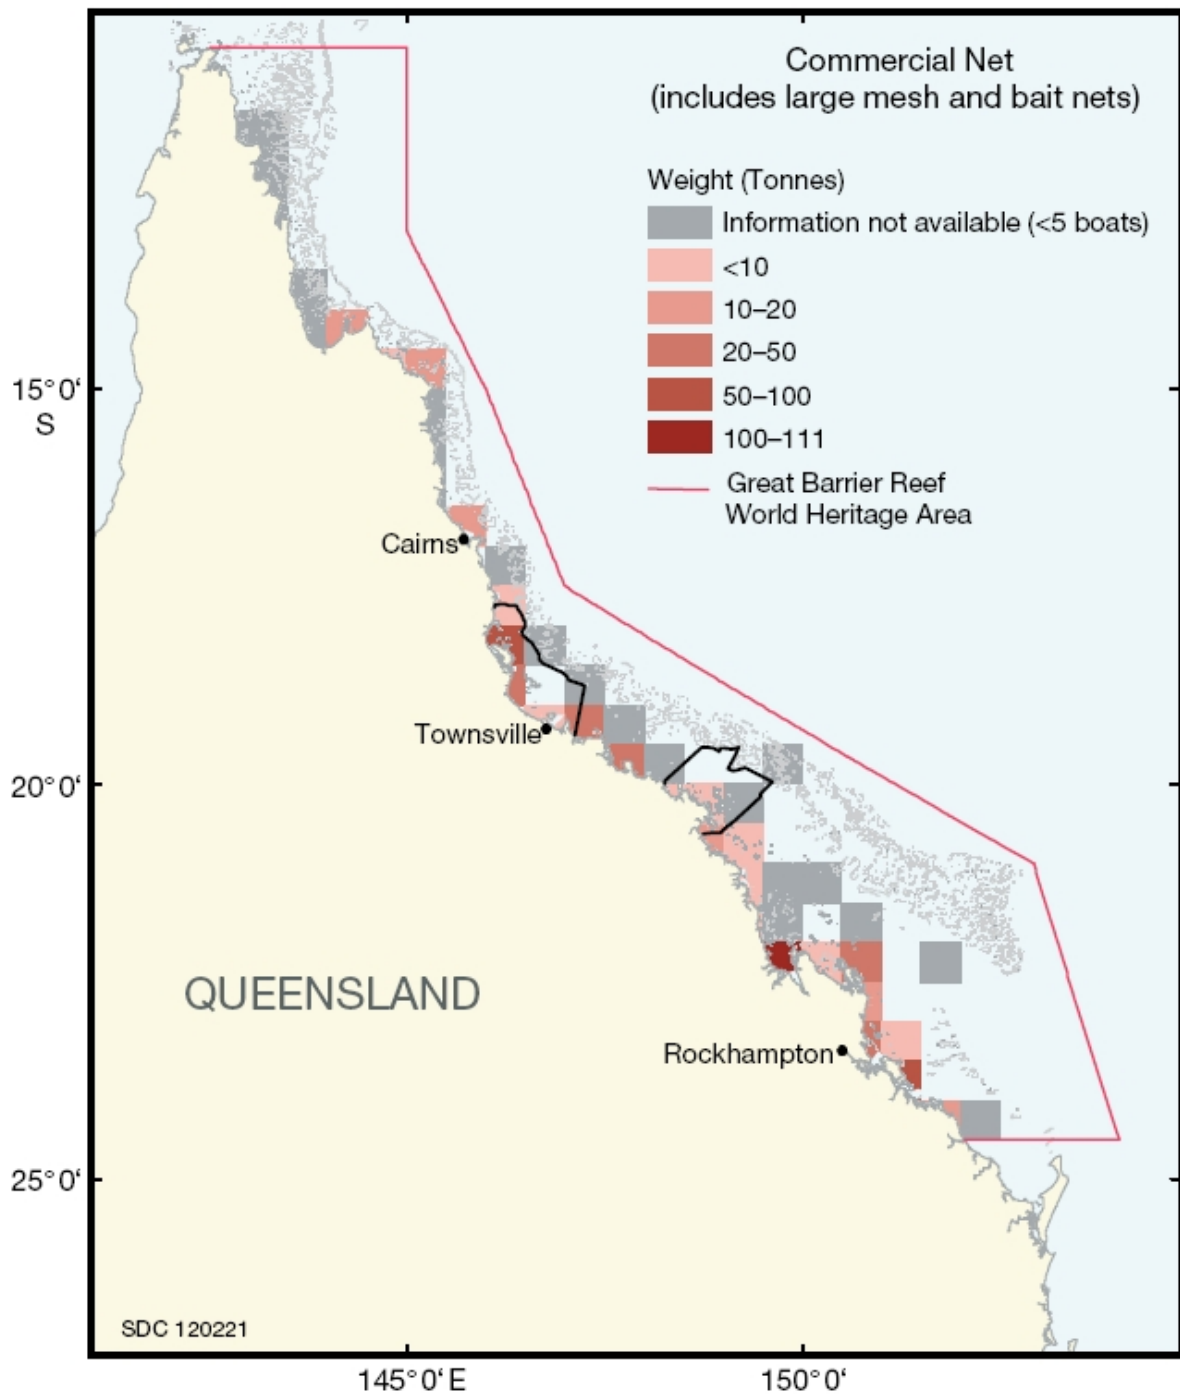 Commercial Net
(includes large mesh and bait nets)
Weight (Tonnes)
Information not available (<5 boats)
<10
10–20
20–50
50–100
100–111
Great Barrier Reef
World Heritage Area
15° 0‘
S
Cairns
Townsville
20° 0‘
QUEENSLAND
Rockhampton
25° 0‘
SDC 120221
145° 0‘ E
150° 0‘